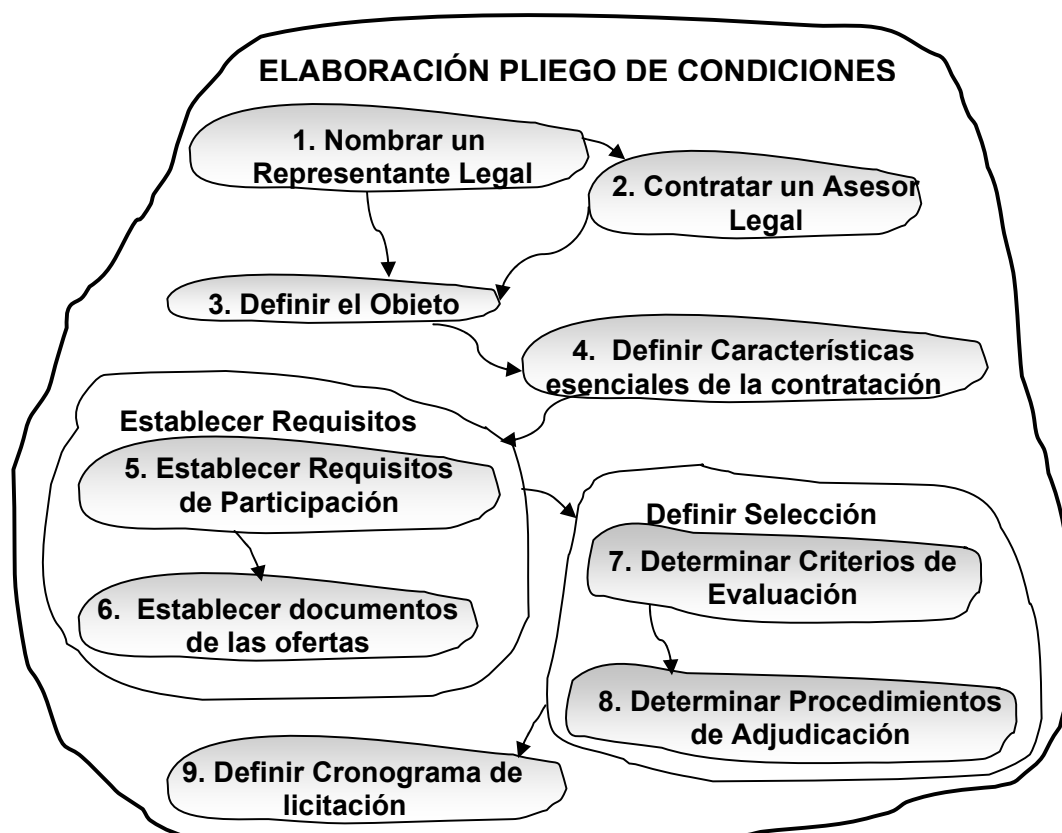 ELABORACIÓN PLIEGO DE CONDICIONES
1. Nombrar un
Representante Legal
2. Contratar un Asesor
Legal
3. Definir el Objeto
4. Definir Características
esenciales de la contratación
Establecer Requisitos
5. Establecer Requisitos
de Participación
6. Establecer documentos
de las ofertas
Definir Selección
7. Determinar Criterios de
Evaluación
8. Determinar Procedimientos
de Adjudicación
9. Definir Cronograma de
licitación